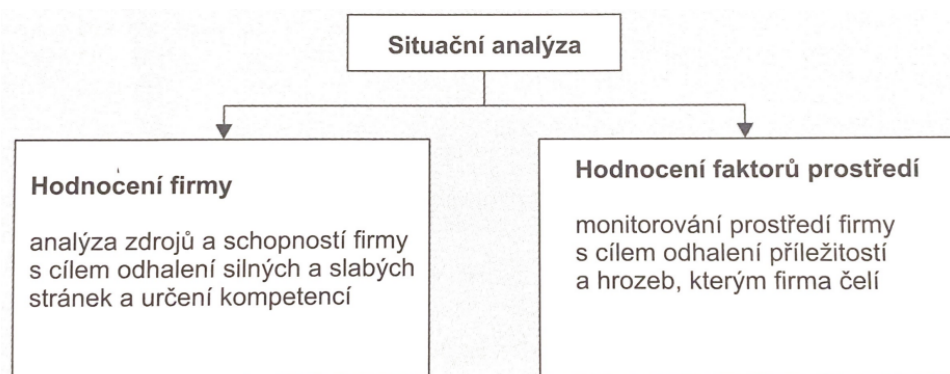 Situační analýza
Hodnocení firmy
analýza zdrojů a schopností firmy
s cílem odhalení silných a slabých
stránek a určení kompetencí
Hodnocení faktorů prostředí
monitorování prostředí firmy
s cílem odhalení příležitostí
a hrozeb, kterým firma čelí